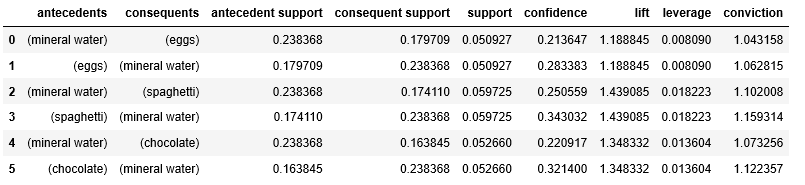 antecedents consequents antecedent support consequent support support confidence lift leverage conviction
0 (mineral water) (eggs) 0.238368 0.179709 0.050927 0.213647 1.188845 0.008090 1.043158
1 (eggs) (mineral water) 0.179709 0.238368 0.050927 0.283383 1.188845 0.008090 1.062815
2 (mineral water) (spaghetti) 0.238368 0.174110 0.059725 0.250559 1.439085 0.018223 1.102008
3 (spaghetti) (mineral water) 0.174110 0.238368 0.059725 0.343032 1.439085 0.018223 1.159314
4 (mineral water) (chocolate) 0.238368 0.163845 0.052660 0.220917 1.348332 0.013604 1.073256
5 (chocolate) (mineral water) 0.163845 0.238368 0.052660 0.321400 1.348332 0.013604 1.122357